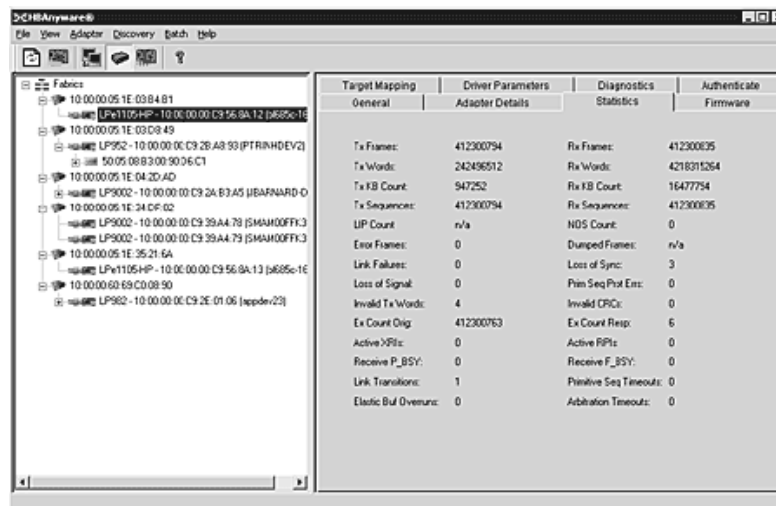 HBAnyware®
File View Adapter Discovery Batch Help
Fabrics
10:00:00:05:1E:03:84:81
LPe1105-HP - 10:00:00:00:C9:56:8A:12 (bl685c-16
10:00:00:05:1E:03:D8:49
LP952 - 10:00:00:00:C9:2B:A8:93 (PTRINHDEV2)
50:05:08:B3:00:90:D6:C1
10:00:00:05:1E:04:2D:AD
LP9002 - 10:00:00:00:C9:2A:B3:A5 (JBARNARD-D
10:00:00:05:1E:34:DF:02
LP9002 - 10:00:00:00:C9:39:A4:78 (SMAH00FFK3
LP9002 - 10:00:00:00:C9:39:A4:79 (SMAH00FFK3
10:00:00:05:1E:35:21:6A
LPe1105-HP - 10:00:00:00:C9:56:8A:13 (bl685c-16
10:00:00:60:69:C0:08:90
LP982 - 10:00:00:00:C9:2E:01:06 (appdev23)
Target Mapping Driver Parameters Diagnostics Authenticate
General Adapter Details Statistics Firmware
Tx Frames: 412300794 Rx Frames: 412300835
Tx Words: 242496512 Rx Words: 4218315264
Tx KB Count: 947252 Rx KB Count: 16477794
Tx Sequences: 412300794 Rx Sequences: 412300835
LIP Count n/a NOS Count: 0
Error Frames: 0 Dumped Frames: n/a
Link Failures: 0 Loss of Sync: 3
Loss of Signal: 0 Prim Seq Prot Errs: 0
Invalid Tx Words: 4 Invalid CRCs: 0
Ex Count Orig: 412300763 Ex Count Resp: 6
Active XRIs: 0 Active RPIs: 0
Receive P_BSY: 0 Receive F_BSY: 0
Link Transitions: 1 Primitive Seq Timeouts: 0
Elastic Buf Overruns: 0 Arbitration Timeouts: 0